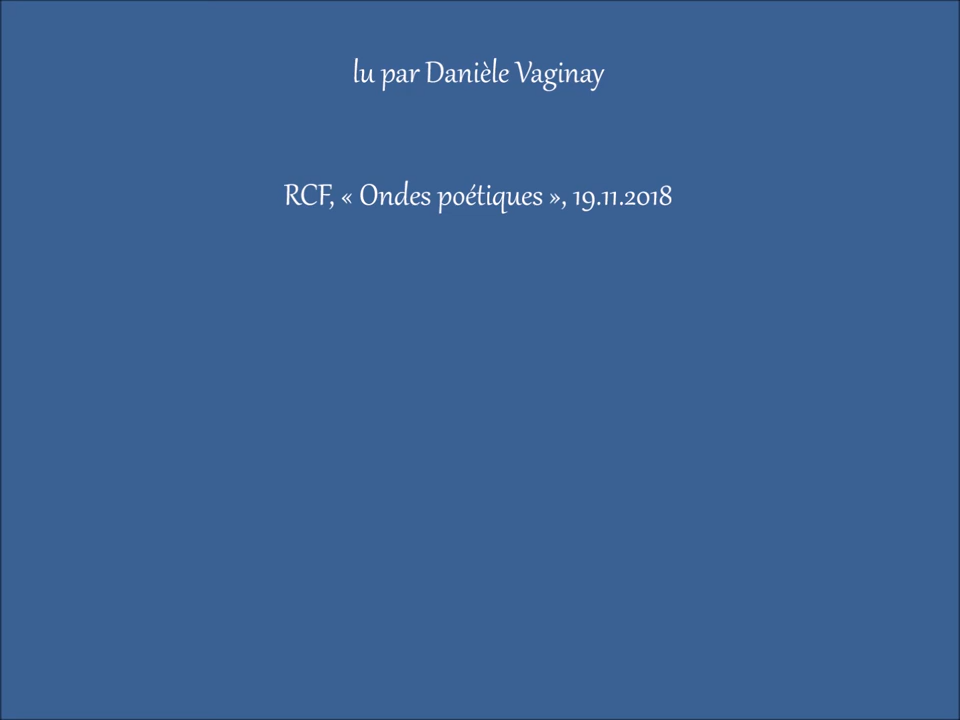 lu par Danièle Vaginay
RCF, « Ondes poétiques », 19.11.2018